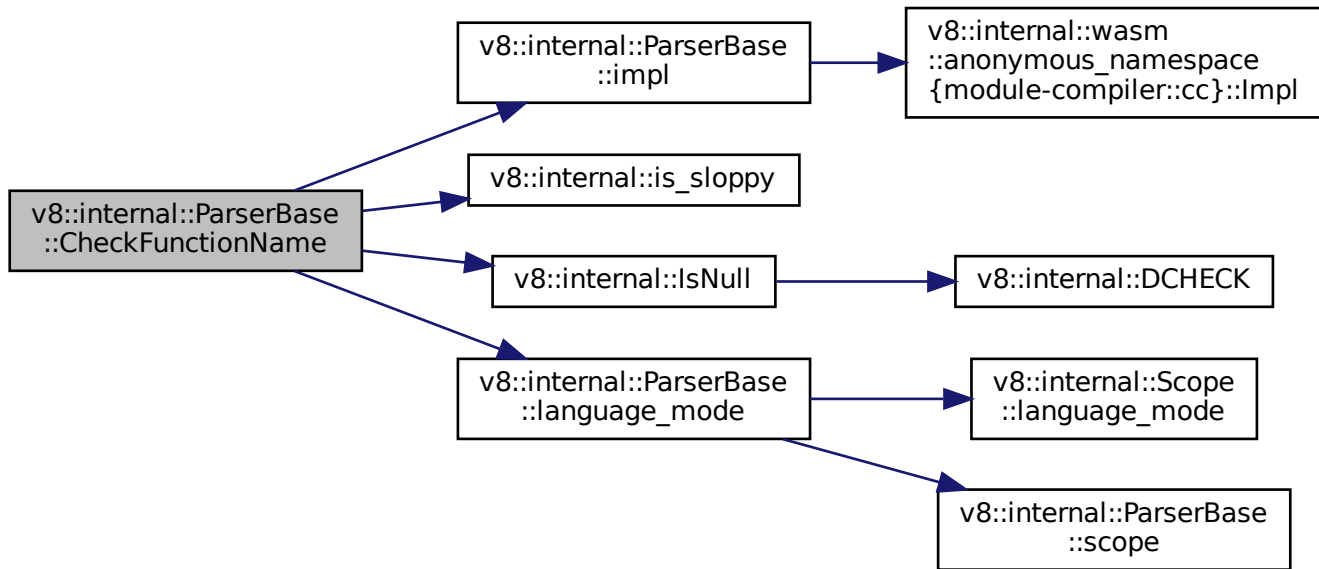 v8::internal::ParserBase
::CheckFunctionName
v8::internal::ParserBase
::impl
v8::internal::wasm
::anonymous_namespace
{module-compiler::cc}::Impl
v8::internal::is_sloppy
v8::internal::IsNull
v8::internal::DCHECK
v8::internal::ParserBase
::language_mode
v8::internal::Scope
::language_mode
v8::internal::ParserBase
::scope